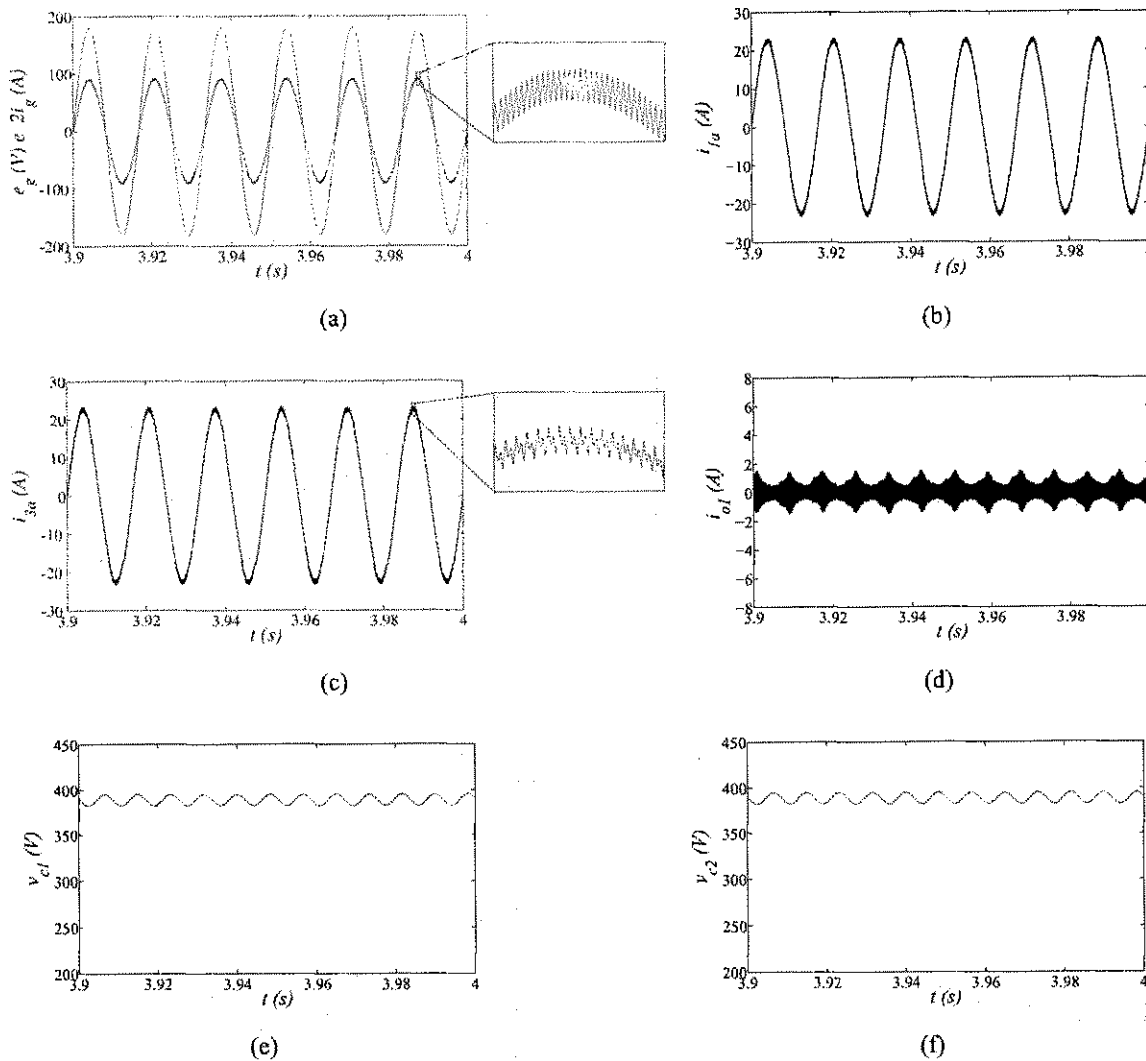 200
100
0
-100
-200
e_g (V) e 2i_g (A)
3.9 3.92 3.94 3.96 3.98 4
t (s)
(a)
30
20
10
0
-10
-20
-30
i_1a (A)
3.9 3.92 3.94 3.96 3.98
t (s)
(b)
30
20
10
0
-10
-20
-30
i_3a (A)
3.9 3.92 3.94 3.96 3.98 4
t (s)
(c)
8
6
4
2
0
-2
-4
-6
-8
i_o1 (A)
3.9 3.92 3.94 3.96 3.98
t (s)
(d)
450
400
350
300
250
200
v_c1 (V)
3.9 3.92 3.94 3.96 3.98 4
t (s)
(e)
450
400
350
300
250
200
v_c2 (V)
3.9 3.92 3.94 3.96 3.98 4
t (s)
(f)